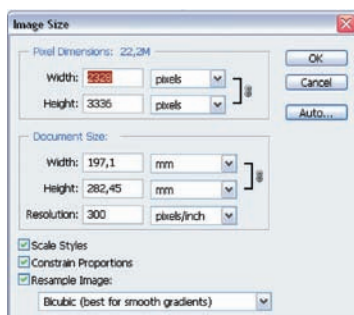 Image Size
Pixel Dimensions: 22,2M
OK
Width: 2328 pixels
Cancel
Height: 3336 pixels
Auto...
Document Size:
Width: 197,1 mm
Height: 282,45 mm
Resolution: 300 pixels/inch
Scale Styles
Constrain Proportions
Resample Image:
Bicubic (best for smooth gradients)